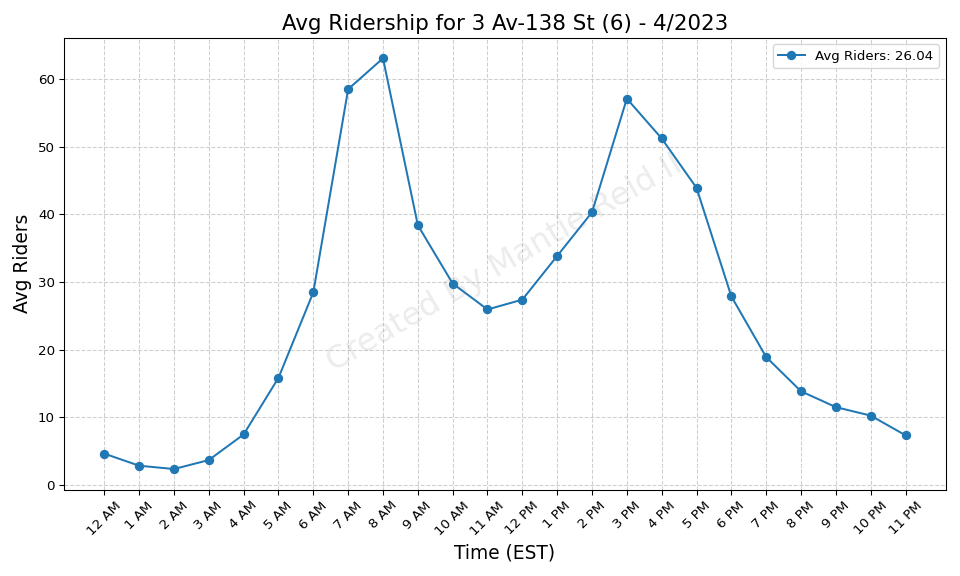 Avg Ridership for 3 Av-138 St (6) - 4/2023
Avg Riders: 26.04
Avg Riders
60
50
40
30
20
10
0
Created By Mantie Reid II
12 AM
1 AM
2 AM
3 AM
4 AM
5 AM
6 AM
7 AM
8 AM
9 AM
10 AM
11 AM
12 PM
1 PM
2 PM
3 PM
4 PM
5 PM
6 PM
7 PM
8 PM
9 PM
10 PM
11 PM
Time (EST)